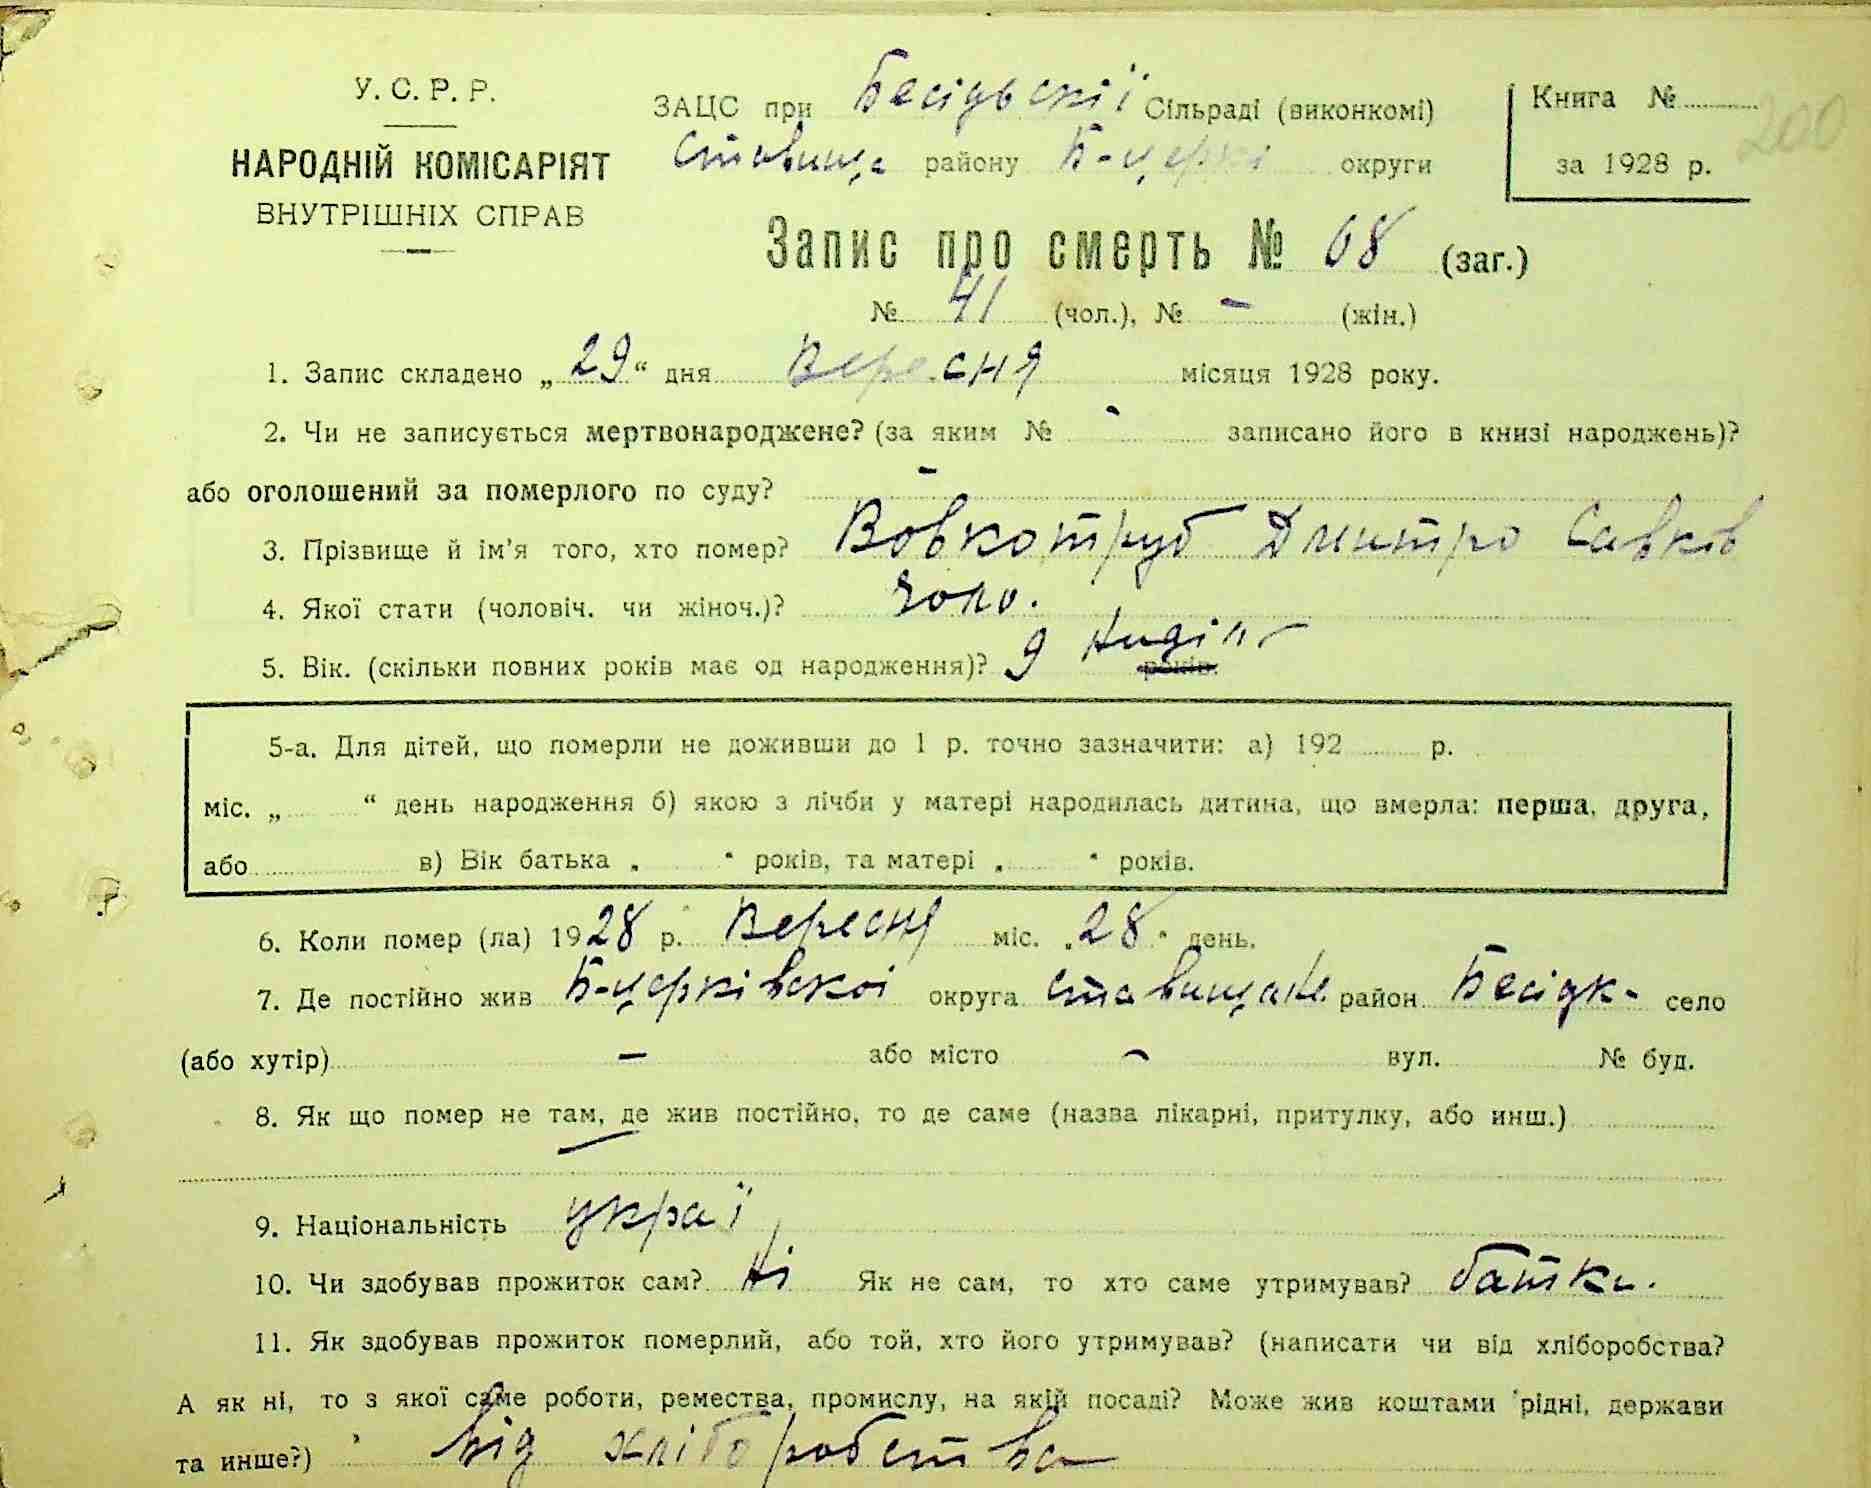 У. С. Р. Р.
НАРОДНІЙ КОМІСАРІЯТ
ВНУТРІШНІХ СПРАВ
ЗАЦС при Бесідьскії Сільраді (виконкомі)
Ставища району Б-церкі округи
Книга №
за 1928 р.
200
Запис про смерть № 68 (заг.)
№ 41 (чол.), № - (жін.)
1. Запис складено „29“ дня Вересня місяця 1928 року.
2. Чи не записується мертвонароджене? (за яким № - записано його в книзі народжень)?
або оголошений за померлого по суду? -
3. Прізвище й ім'я того, хто помер? Вовкотруб Дмитро Савків
4. Якої стати (чоловіч. чи жіноч.)? чоло.
5. Вік. (скільки повних років має од народження)? 9 років.
5-а. Для дітей, що померли не доживши до 1 р. точно зазначити: а) 192 р.
міс. „ “ день народження б) якою з лічби у матері народилась дитина, що вмерла: перша, друга,
або в) Вік батька „ “ років, та матері „ “ років.
6. Коли помер (ла) 1928 р. Вересня міс. „28“ день.
7. Де постійно жив Б-церківскої округа Ставищан. район Бесідк- село
(або хутір) - або місто - вул. № буд.
8. Як що помер не там, де жив постійно, то де саме (назва лікарні, притулку, або инш.)
9. Національність украї
10. Чи здобував прожиток сам? Ні Як не сам, то хто саме утримував? батьки.
11. Як здобував прожиток померлий, або той, хто його утримував? (написати чи від хліборобства?
А як ні, то з якої саме роботи, ремества, промислу, на якій посаді? Може жив коштами рідні, держави
та инше?) від хліборобства